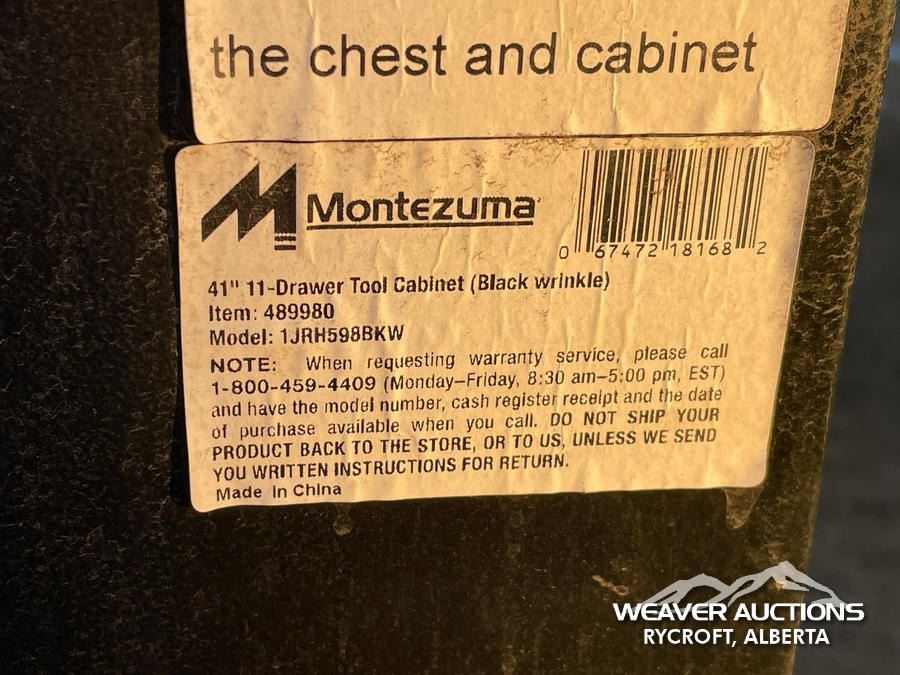 the chest and cabinet
Montezuma
0 67472 18168 2
41" 11-Drawer Tool Cabinet (Black wrinkle)
Item: 489980
Model: 1JRH598BKW
NOTE: When requesting warranty service, please call
1-800-459-4409 (Monday–Friday, 8:30 am–5:00 pm, EST)
and have the model number, cash register receipt and the date
of purchase available when you call. DO NOT SHIP YOUR
PRODUCT BACK TO THE STORE, OR TO US, UNLESS WE SEND
YOU WRITTEN INSTRUCTIONS FOR RETURN.
Made In China
WEAVER AUCTIONS
RYCROFT, ALBERTA